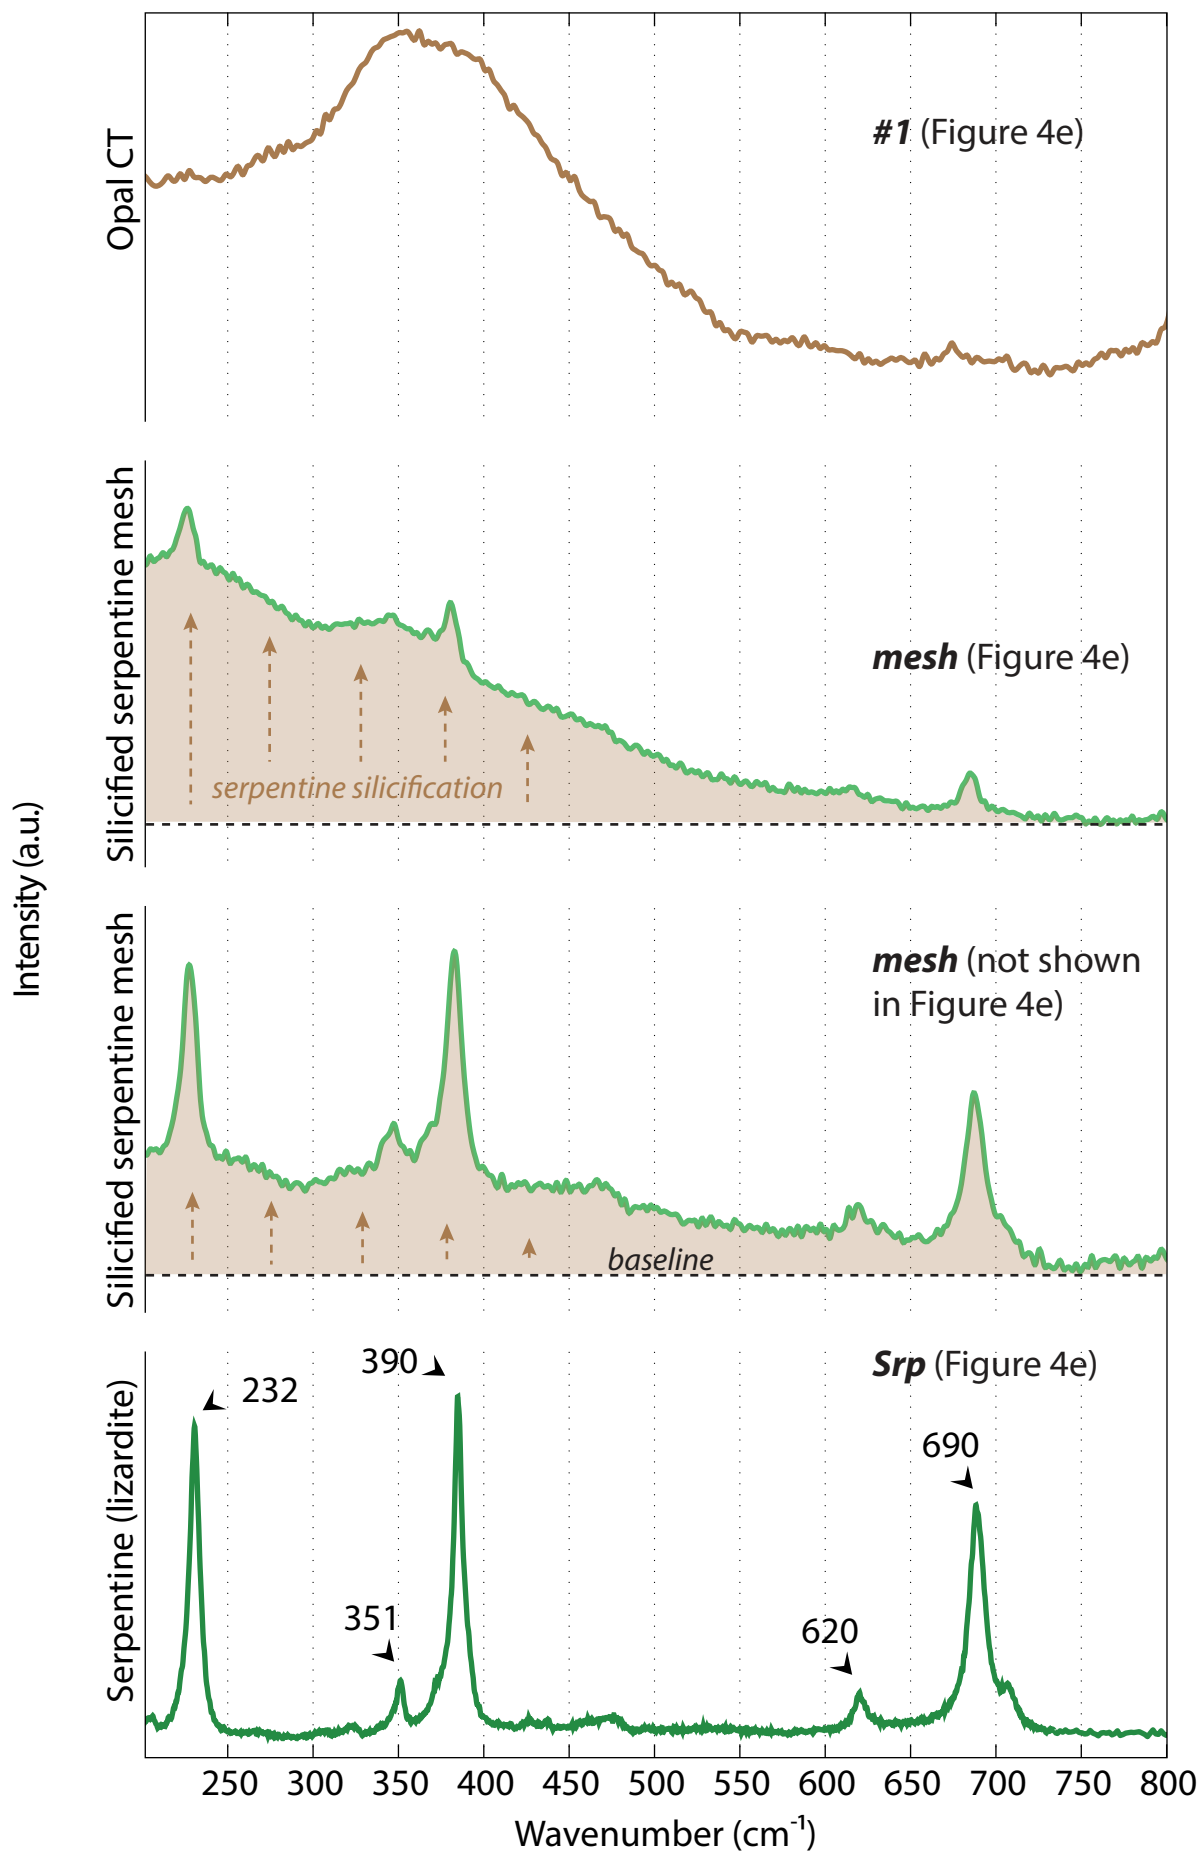 Intensity (a.u.)
Opal CT
#1 (Figure 4e)
Silicified serpentine mesh
mesh (Figure 4e)
serpentine silicification
Silicified serpentine mesh
mesh (not shown
in Figure 4e)
baseline
Serpentine (lizardite)
Srp (Figure 4e)
232
390
351
620
690
250 300 350 400 450 500 550 600 650 700 750 800
Wavenumber (cm⁻¹)